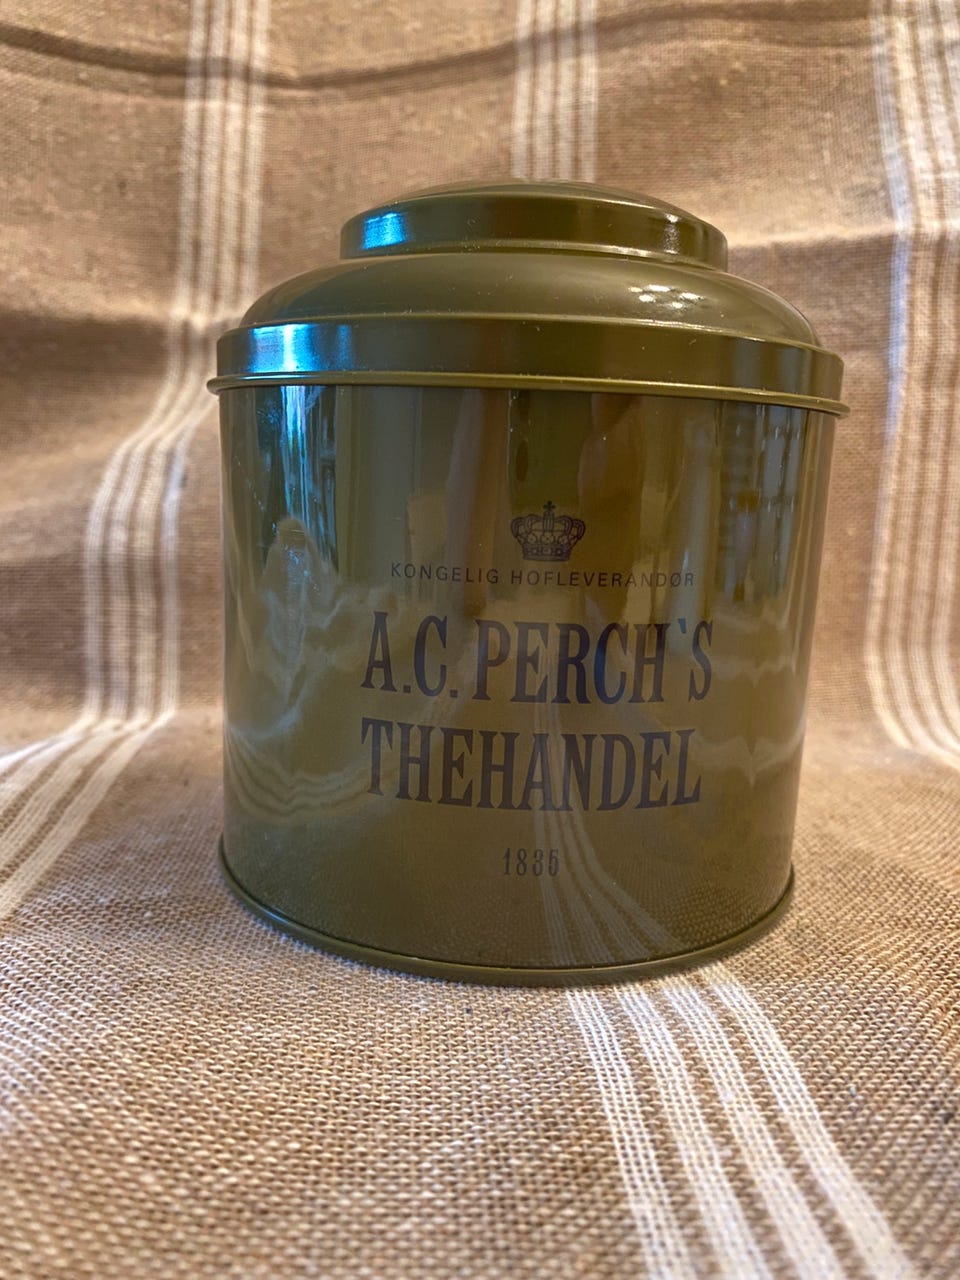 KONGELIG HOFLEVERANDØR
A.C. PERCH`S
THEHANDEL
1835